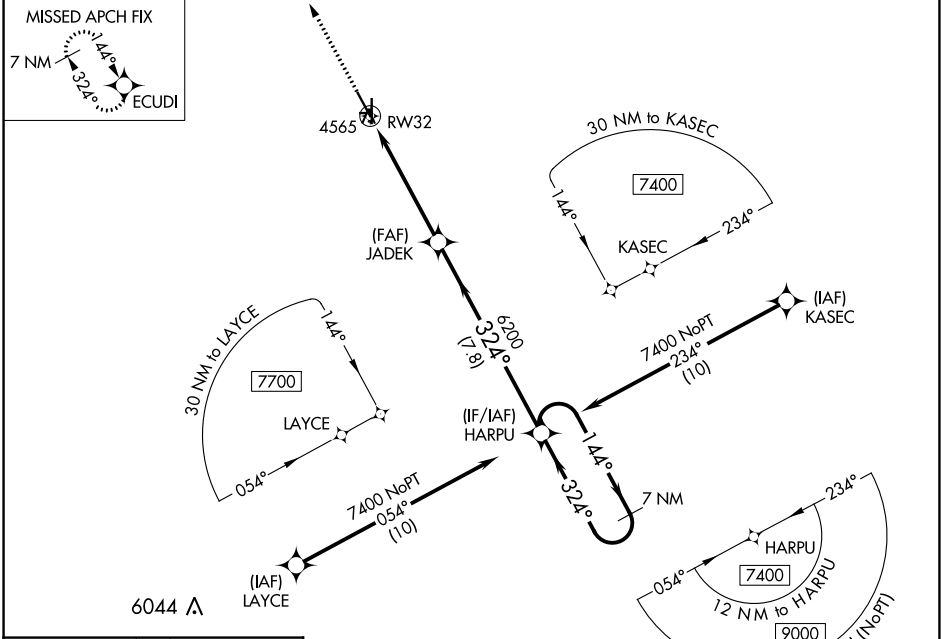 MISSED APCH FIX
7 NM
144°
324°
ECUDI
4565
RW32
30 NM to KASEC
7400
144°
234°
KASEC
(FAF)
JADEK
(IAF)
KASEC
7400 NoPT
234°
(10)
6200
324°
(7.8)
30 NM to LAYCE
144°
7700
LAYCE
054°
(IF/IAF)
HARPU
144°
324°
7 NM
7400 NoPT
054°
(10)
(IAF)
LAYCE
6044
234°
054°
HARPU
7400
12 NM to HARPU
9000
(NoPT)